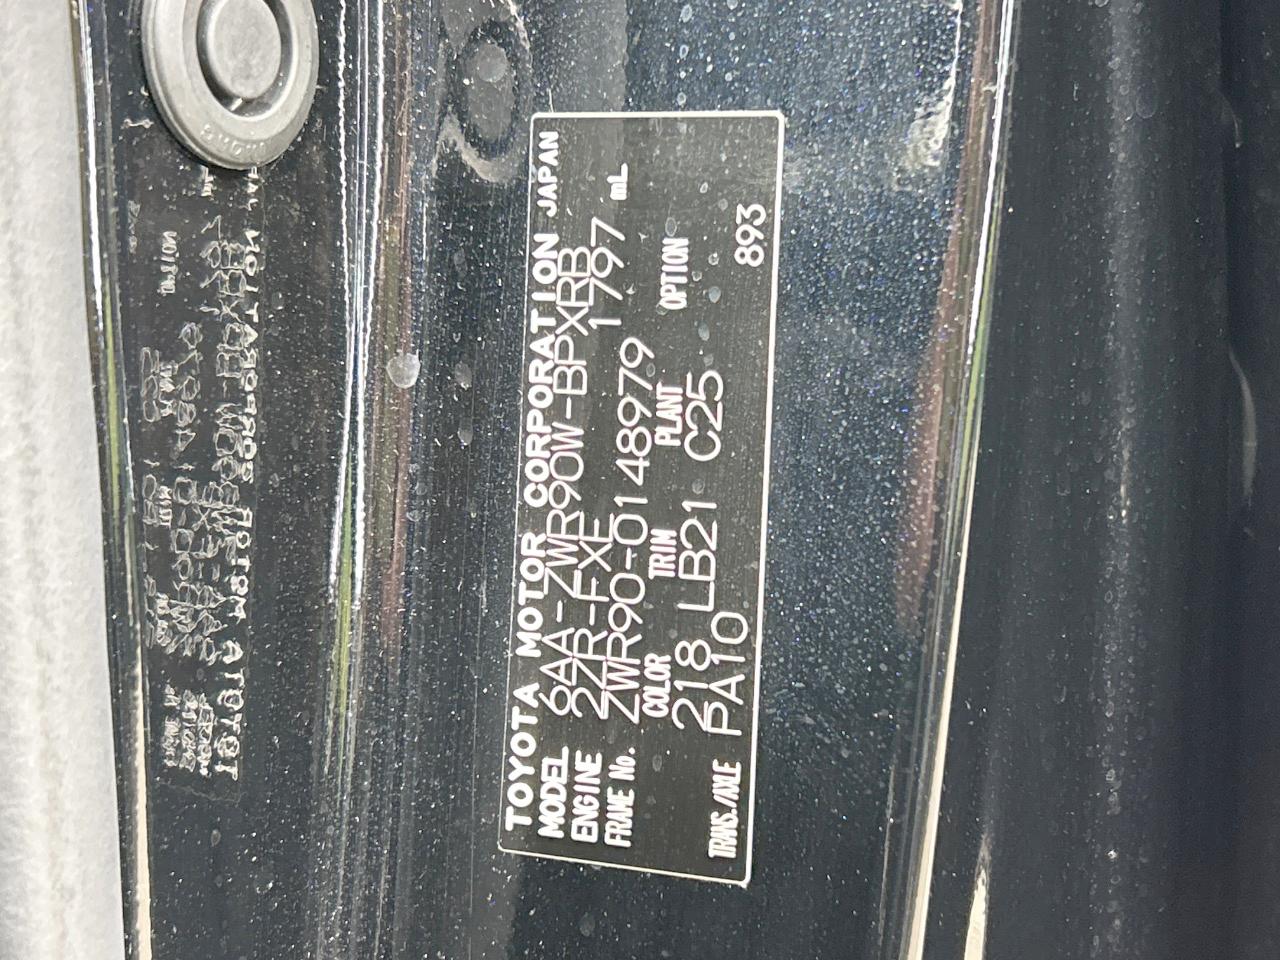 TOYOTA MOTOR CORPORATION JAPAN
MODEL 6AA-ZWR90W-BPXRB
ENGINE 2ZR-FXE 1797 mL
FRAME No. ZWR90-0148979
COLOR TRIM PLANT OPTION
218 LB21 C25
TRANS./AXLE PA10 893